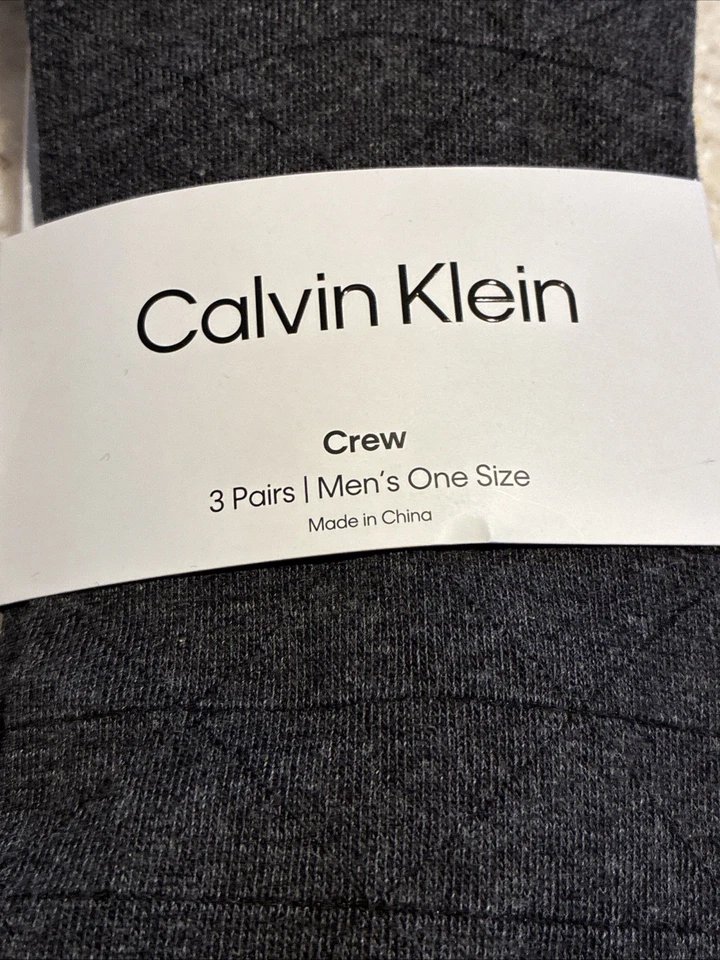 Calvin Klein
Crew
3 Pairs | Men's One Size
Made in China